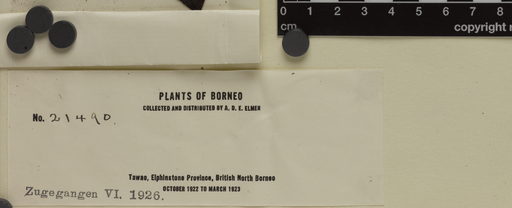 0 1 2 3 4 5 6 7 8
cm
copyright r
PLANTS OF BORNEO
COLLECTED AND DISTRIBUTED BY A. D. E. ELMER
No. 21490.
Tawao, Elphinstone Province, British North Borneo
OCTOBER 1922 TO MARCH 1923
Zugegangen VI. 1926.